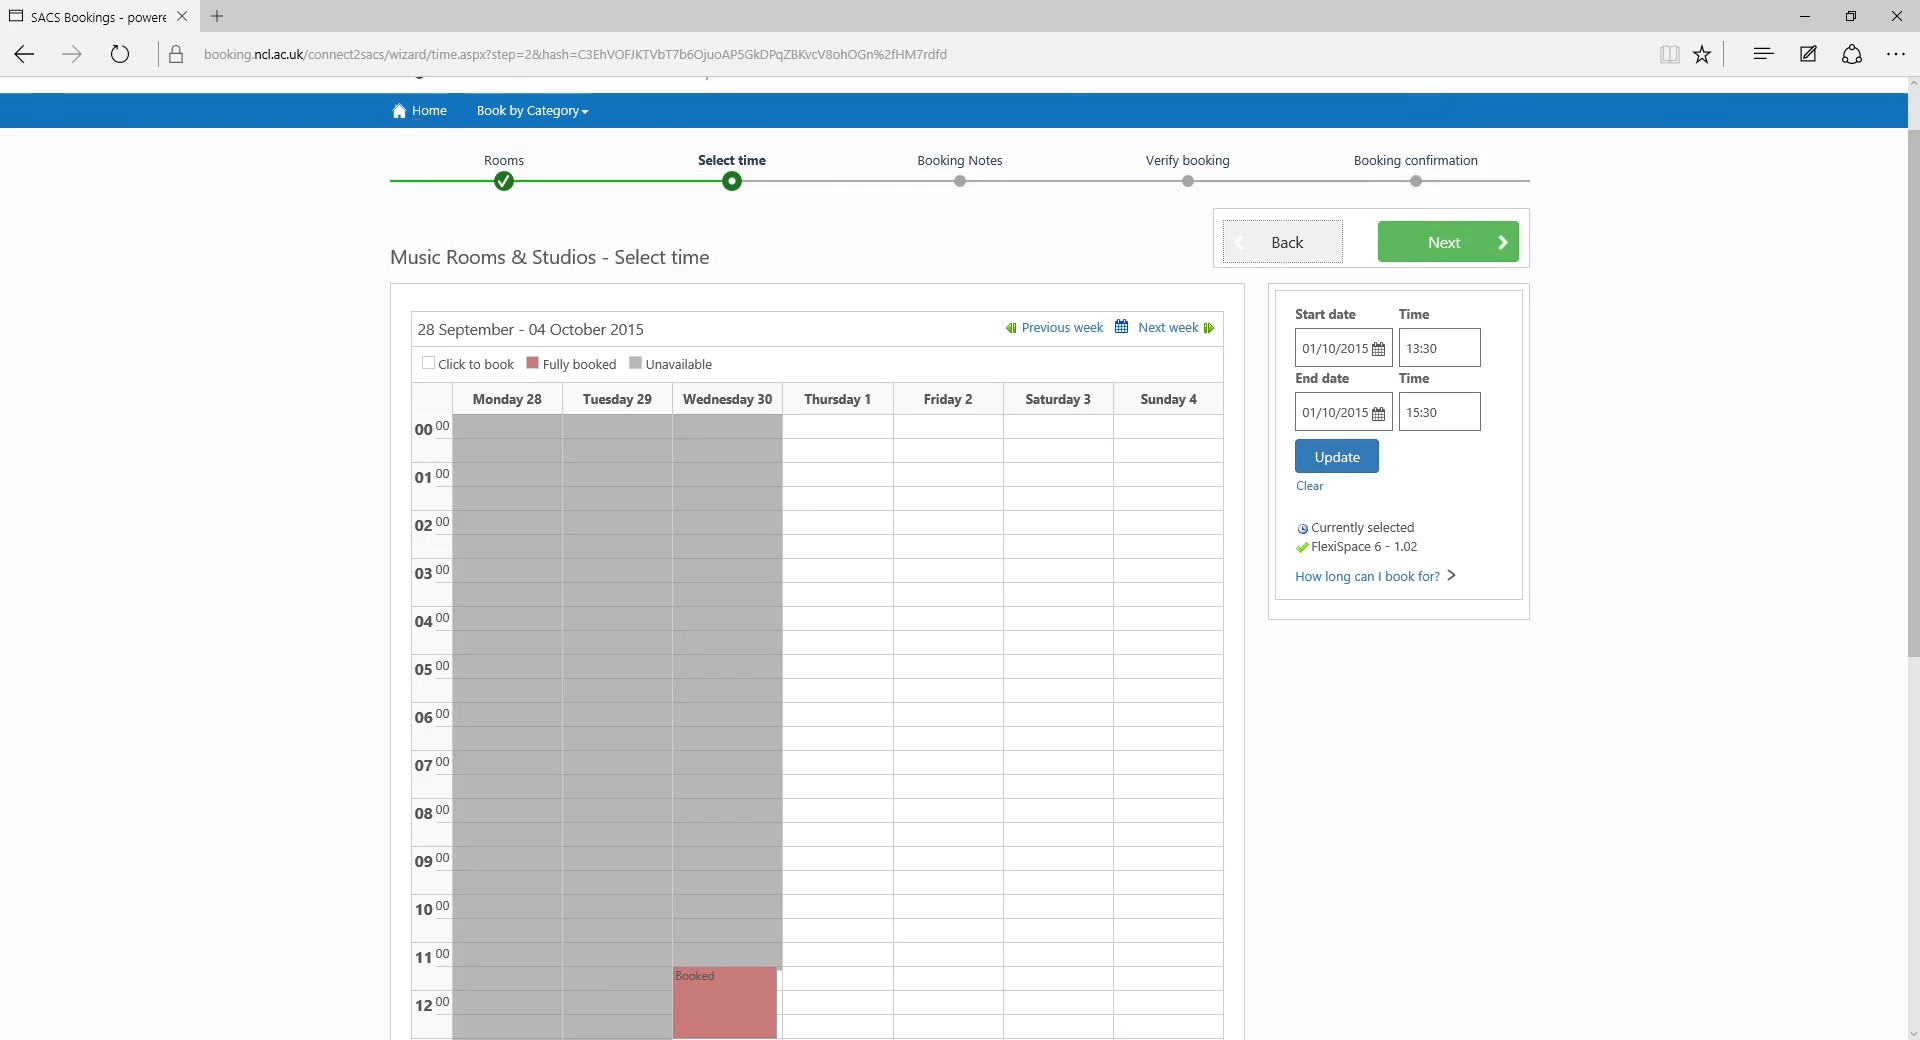 SACS Bookings - powere
booking.ncl.ac.uk/connect2sacs/wizard/time.aspx?step=2&hash=C3EhVOFJKTVbT7b6OjuoAP5GkDPqZBKvcV8ohOGn%2fHM7rdfd
Home Book by Category
Rooms Select time Booking Notes Verify booking Booking confirmation
Back Next
Music Rooms & Studios - Select time
28 September - 04 October 2015 Previous week Next week
Click to book Fully booked Unavailable
Monday 28 Tuesday 29 Wednesday 30 Thursday 1 Friday 2 Saturday 3 Sunday 4
00 00
01 00
02 00
03 00
04 00
05 00
06 00
07 00
08 00
09 00
10 00
11 00
Booked
12 00
Start date Time
01/10/2015 13:30
End date Time
01/10/2015 15:30
Update
Clear
Currently selected
FlexiSpace 6 - 1.02
How long can I book for?